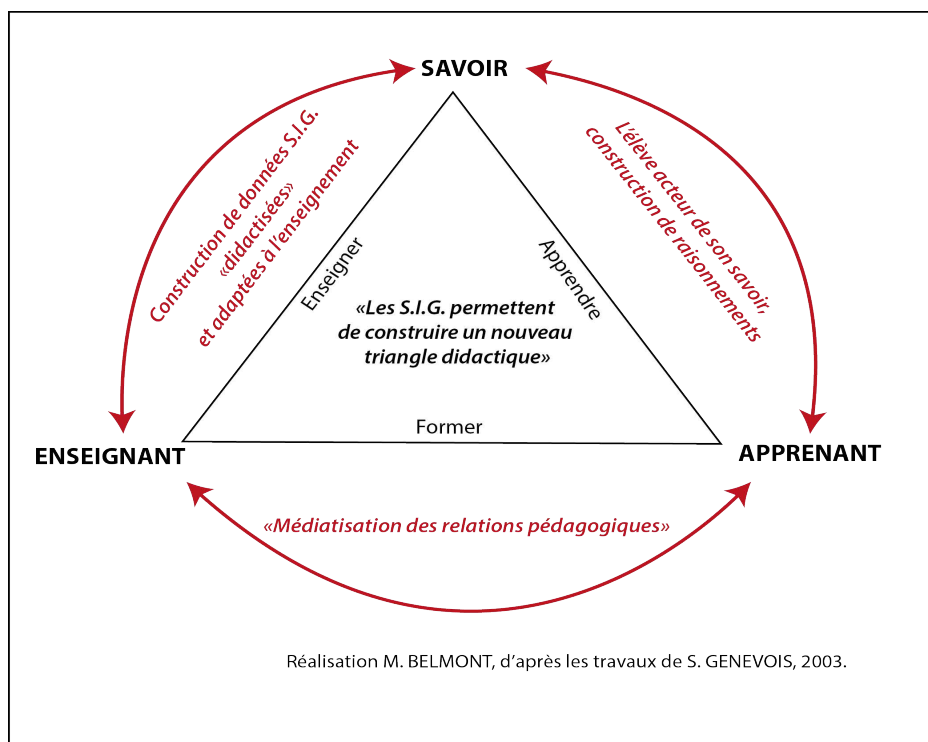 SAVOIR
Construction de données S.I.G.
«didactisées»
et adaptées à l'enseignement
L'élève acteur de son savoir,
construction de raisonnements
Enseigner
Apprendre
«Les S.I.G. permettent
de construire un nouveau
triangle didactique»
Former
ENSEIGNANT
APPRENANT
«Médiatisation des relations pédagogiques»
Réalisation M. BELMONT, d'après les travaux de S. GENEVOIS, 2003.